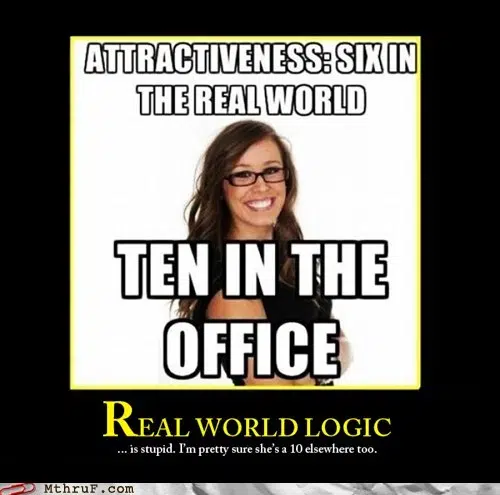 ATTRACTIVENESS: SIX IN
THE REAL WORLD
TEN IN THE
OFFICE
REAL WORLD LOGIC
... is stupid. I'm pretty sure she's a 10 elsewhere too.
MThruF.com